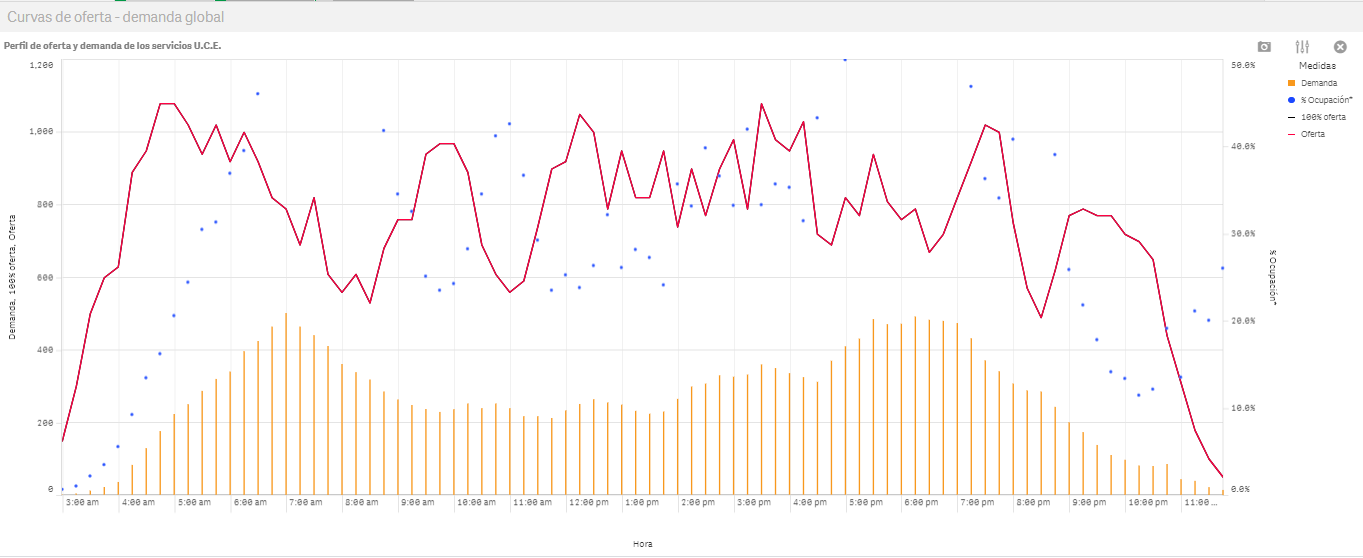 Curvas de oferta - demanda global
Perfil de oferta y demanda de los servicios U.C.E.
Medidas
Demanda
% Ocupación*
100% oferta
Oferta
1,200
1,000
800
600
400
200
0
Demanda, 100% oferta, Oferta
50.0%
40.0%
30.0%
20.0%
10.0%
0.0%
% Ocupación*
3:00 am 4:00 am 5:00 am 6:00 am 7:00 am 8:00 am 9:00 am 10:00 am 11:00 am 12:00 pm 1:00 pm 2:00 pm 3:00 pm 4:00 pm 5:00 pm 6:00 pm 7:00 pm 8:00 pm 9:00 pm 10:00 pm 11:00 ...
Hora